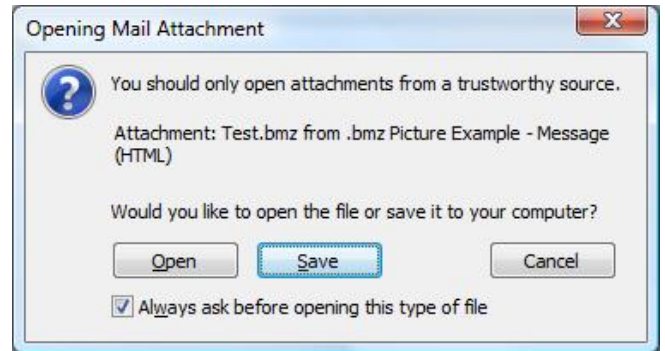 Opening Mail Attachment
You should only open attachments from a trustworthy source.
Attachment: Test.bmz from .bmz Picture Example - Message
(HTML)
Would you like to open the file or save it to your computer?
Open Save Cancel
Always ask before opening this type of file